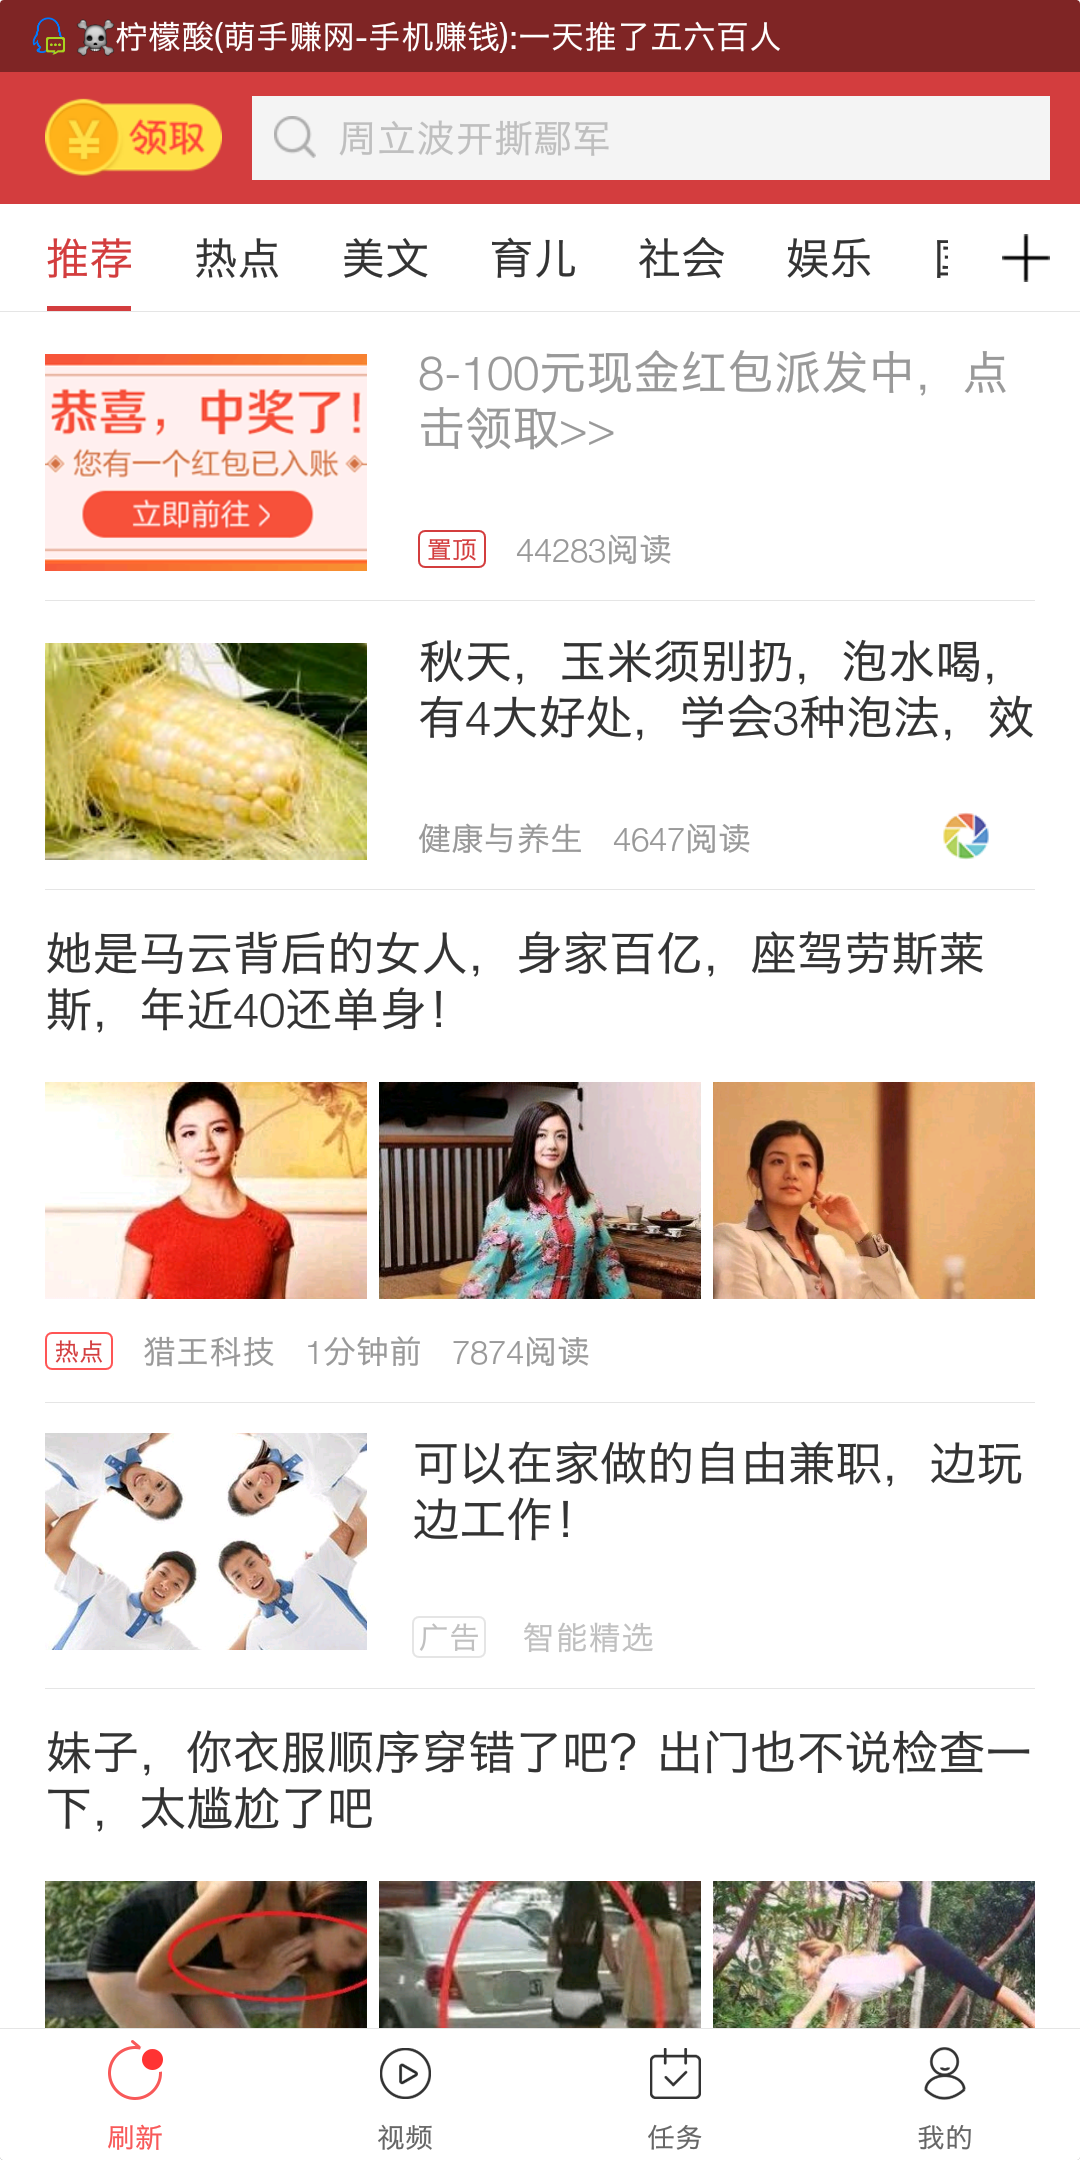 ☠柠檬酸(萌手赚网-手机赚钱):一天推了五六百人
¥ 领取
周立波开撕鄢军
推荐 热点 美文 育儿 社会 娱乐
恭喜，中奖了！
您有一个红包已入账
立即前往 >
8-100元现金红包派发中，点
击领取>>
置顶 44283阅读
秋天，玉米须别扔，泡水喝，
有4大好处，学会3种泡法，效
健康与养生 4647阅读
她是马云背后的女人，身家百亿，座驾劳斯莱
斯，年近40还单身！
热点 猎王科技 1分钟前 7874阅读
可以在家做的自由兼职，边玩
边工作！
广告 智能精选
妹子，你衣服顺序穿错了吧？出门也不说检查一
下，太尴尬了吧
刷新 视频 任务 我的